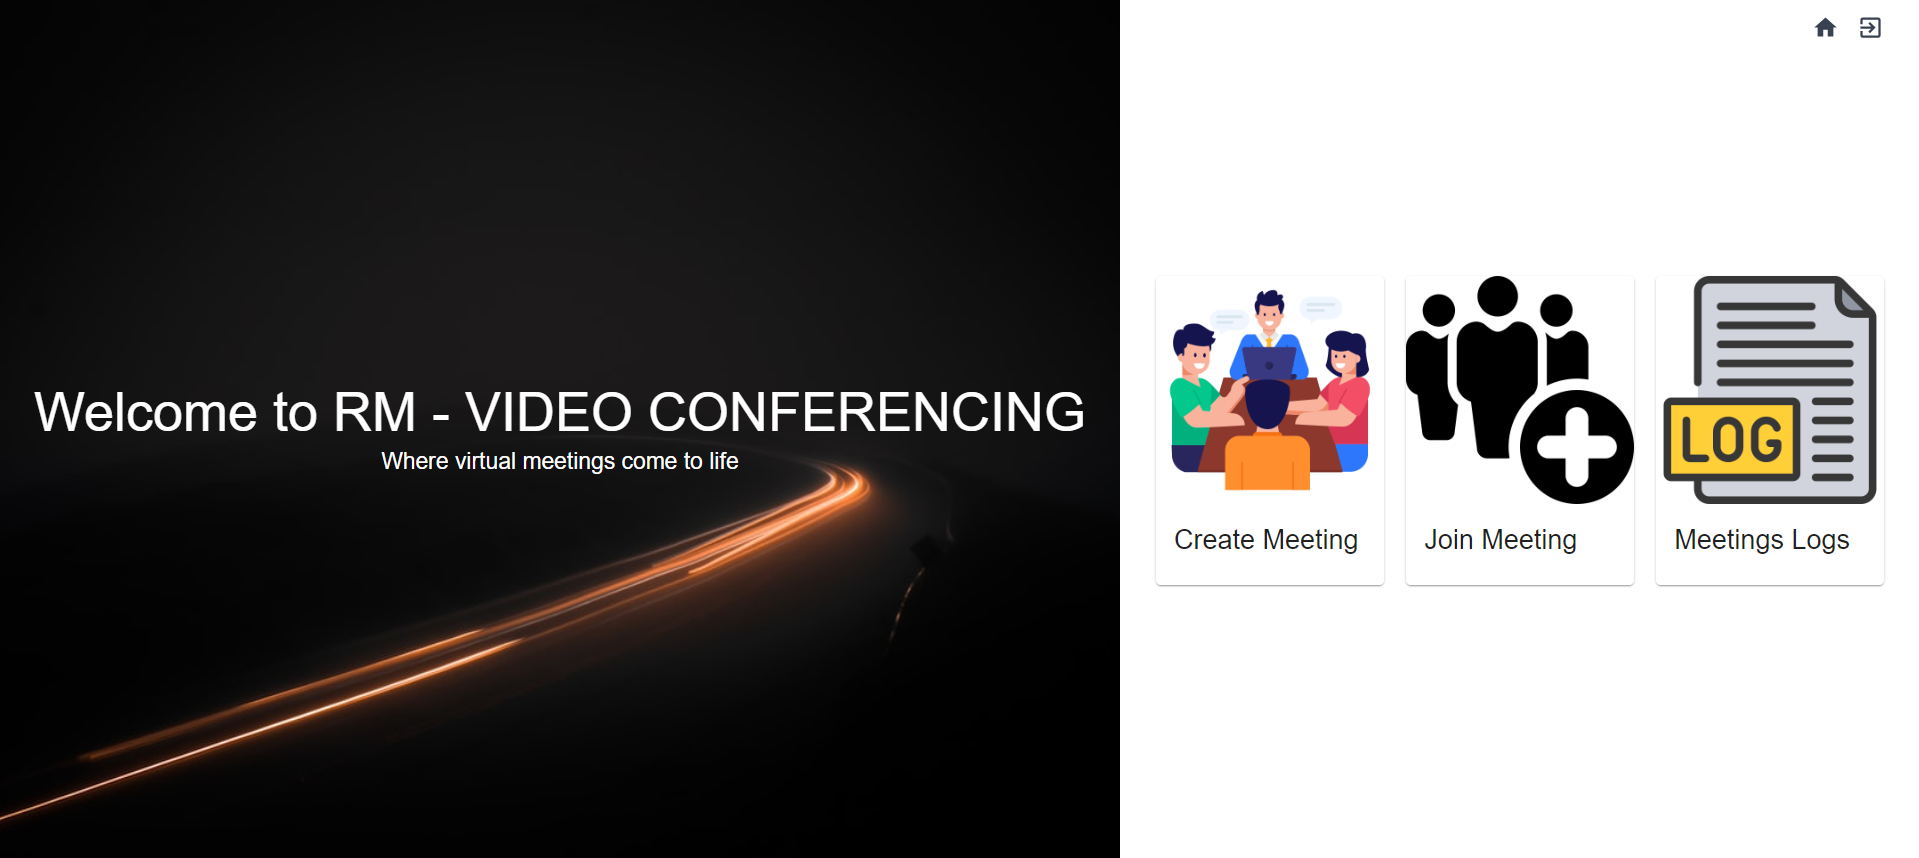 Welcome to RM - VIDEO CONFERENCING
Where virtual meetings come to life
LOG
Create Meeting
Join Meeting
Meetings Logs